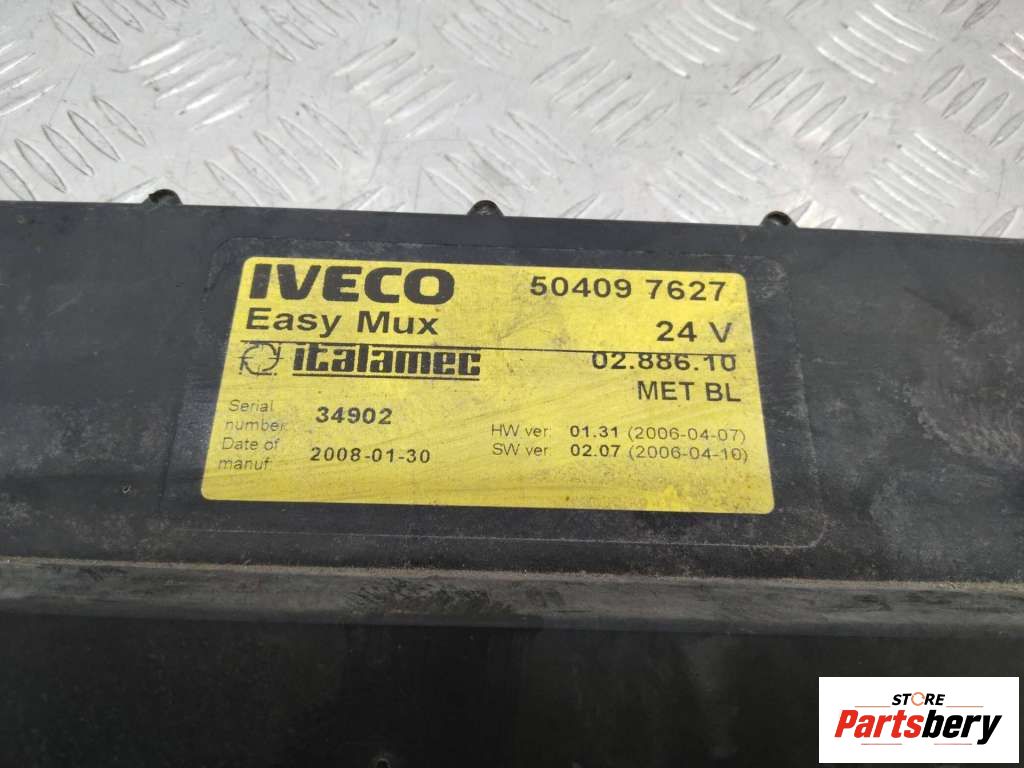 IVECO 50409 7627
Easy Mux 24 V
italamec 02.886.10
MET BL
Serial number: 34902
HW ver: 01.31 (2006-04-07)
Date of manuf: 2008-01-30
SW ver: 02.07 (2006-04-10)
STORE
Partsbery